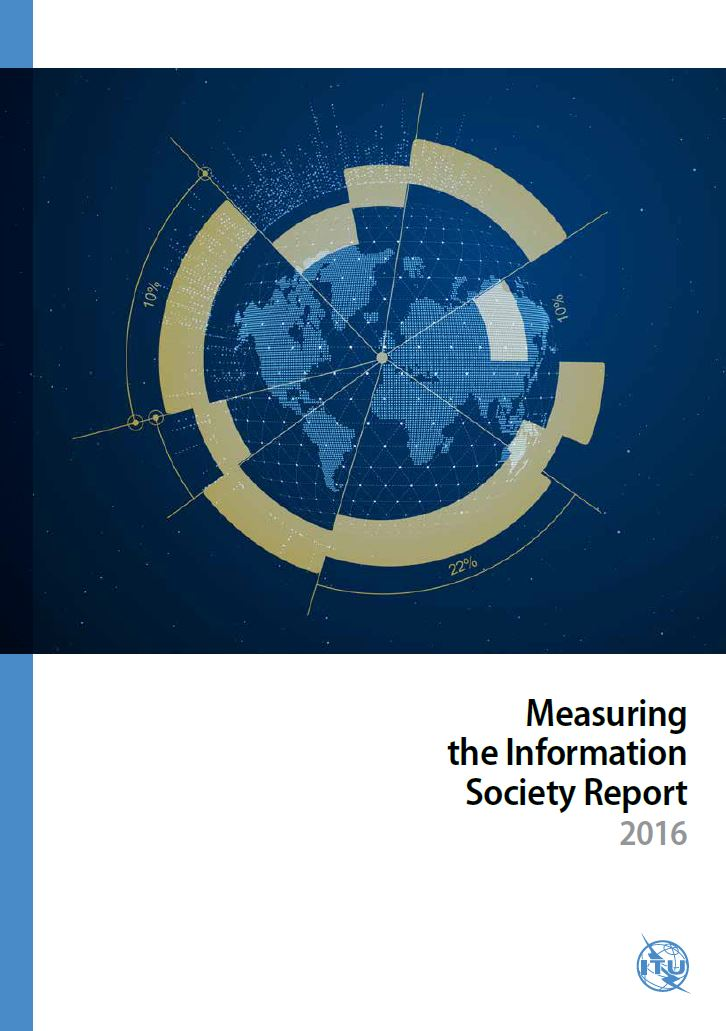 10%
10%
22%
Measuring
the Information
Society Report
2016
ITU